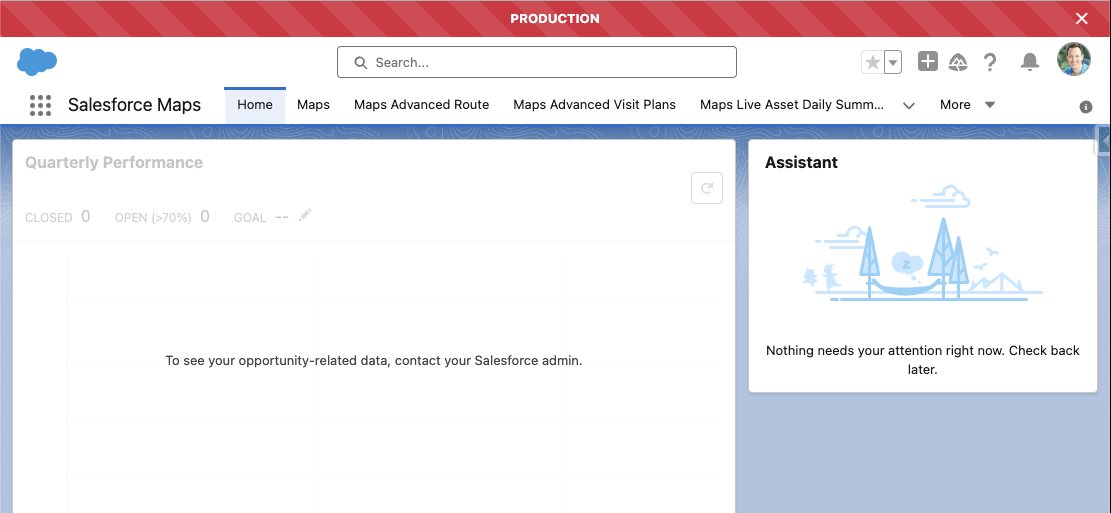 PRODUCTION
Search...
Salesforce Maps
Home
Maps
Maps Advanced Route
Maps Advanced Visit Plans
Maps Live Asset Daily Summ...
More
Quarterly Performance
CLOSED 0 OPEN (>70%) 0 GOAL --
To see your opportunity-related data, contact your Salesforce admin.
Assistant
z
Nothing needs your attention right now. Check back
later.